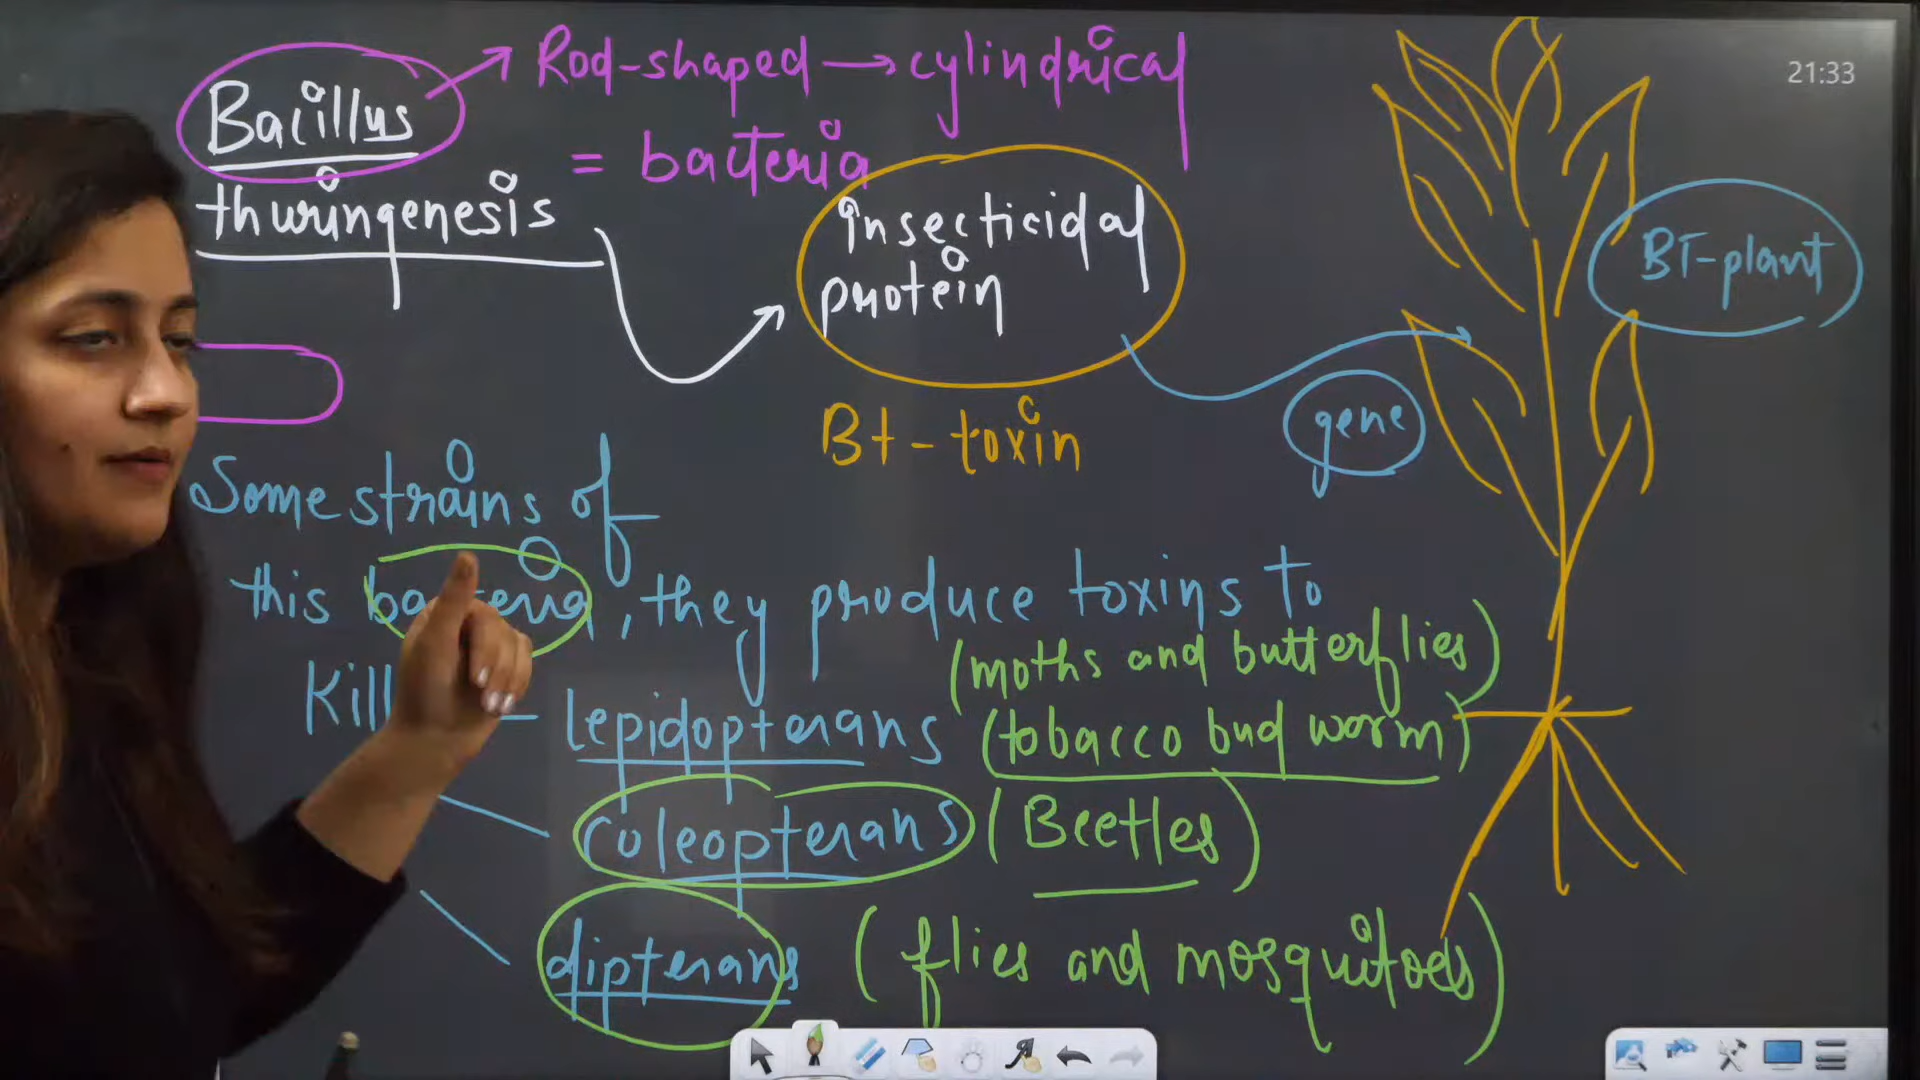 Bacillus → Rod-shaped → cylindrical
= bacteria
thuringenesis
insecticidal
protein
Bt-toxin
gene
BT-plant
21:33
Some strains of
this bacteria, they produce toxins to
Kill
lepidopterans (moths and butterflies)
(tobacco bud worm)
coleopterans (Beetles)
dipterans (flies and mosquitoes)